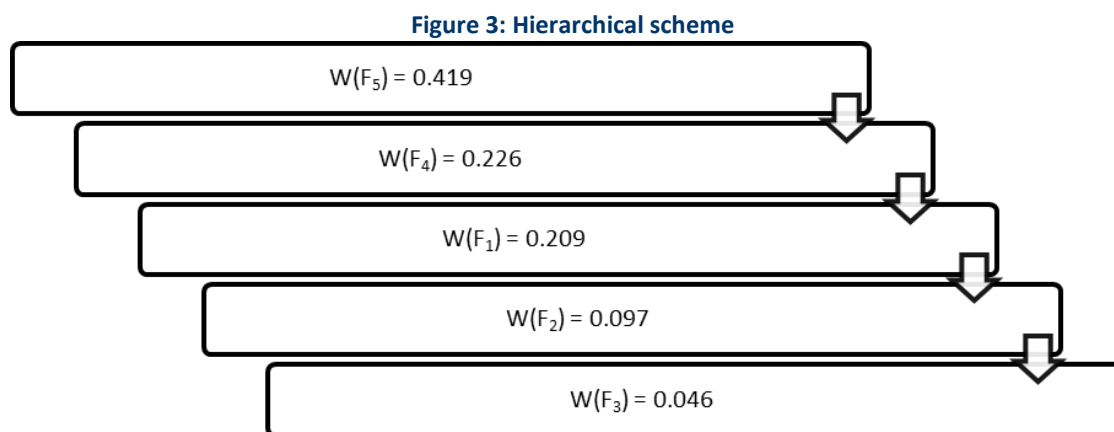 Figure 3: Hierarchical scheme
W(F₅) = 0.419
W(F₄) = 0.226
W(F₁) = 0.209
W(F₂) = 0.097
W(F₃) = 0.046